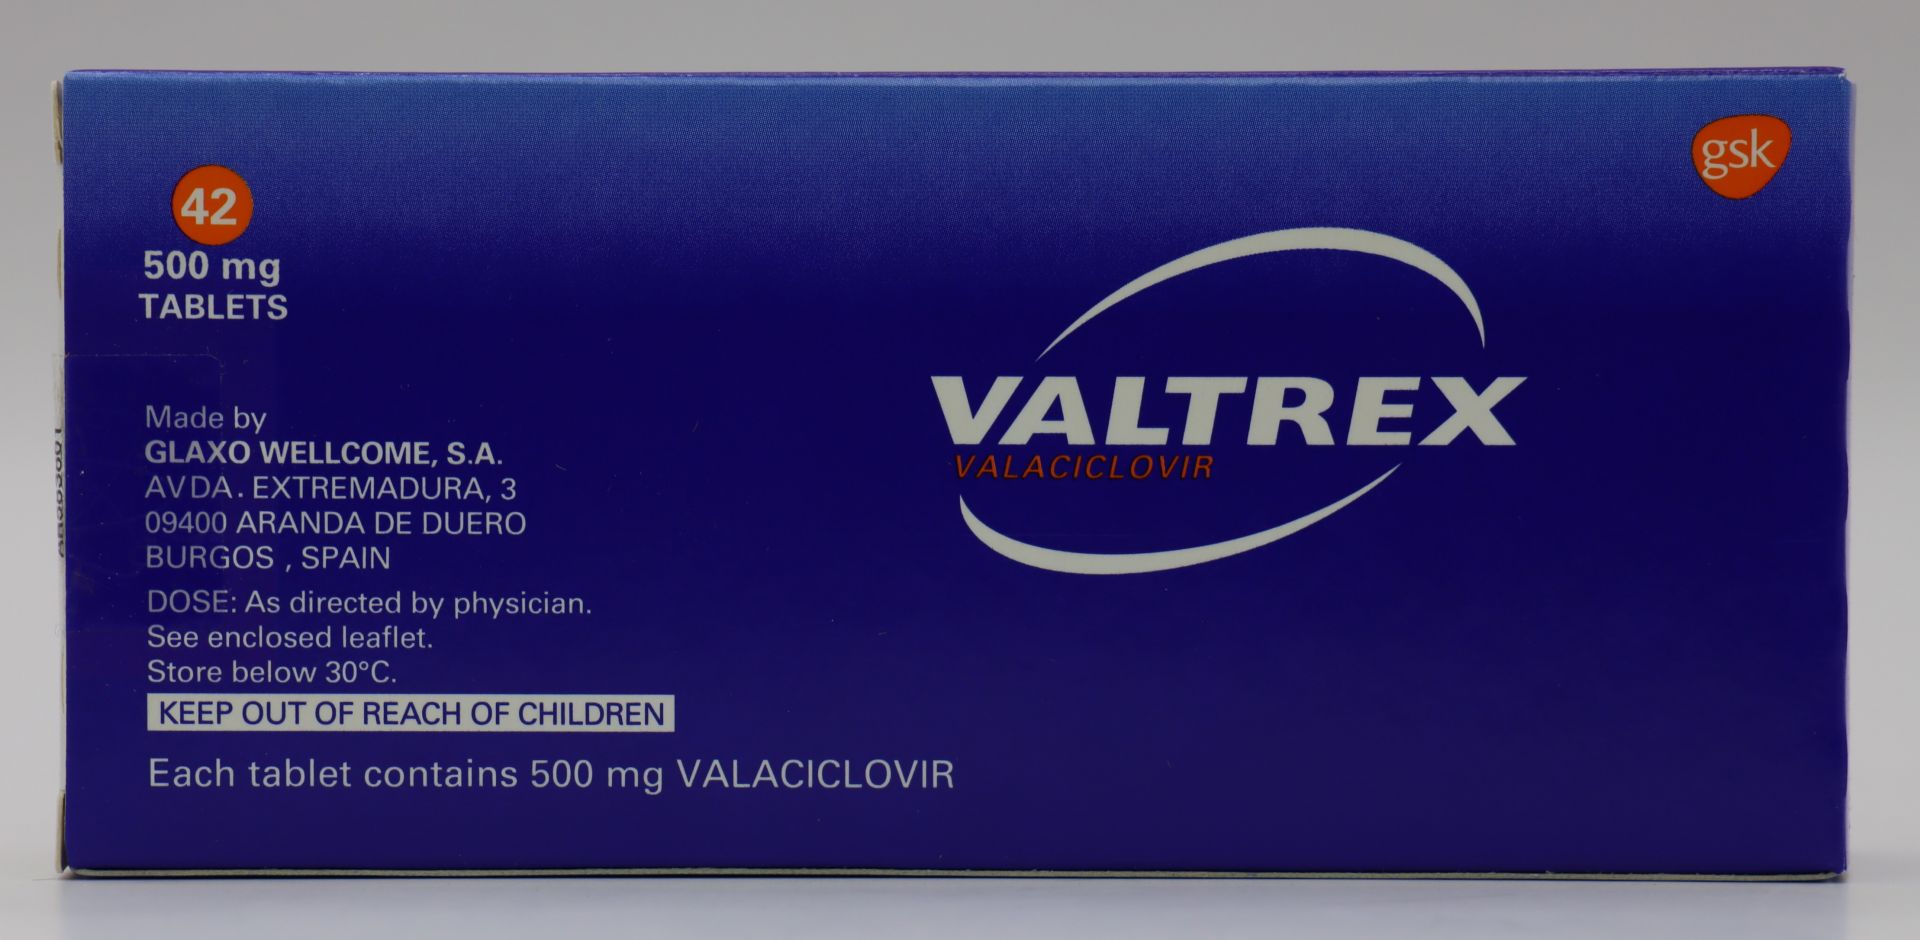 gsk
42
500 mg
TABLETS
VALTREX
VALACICLOVIR
Made by
GLAXO WELLCOME, S.A.
AVDA. EXTREMADURA, 3
09400 ARANDA DE DUERO
BURGOS , SPAIN
DOSE: As directed by physician.
See enclosed leaflet.
Store below 30°C.
KEEP OUT OF REACH OF CHILDREN
Each tablet contains 500 mg VALACICLOVIR